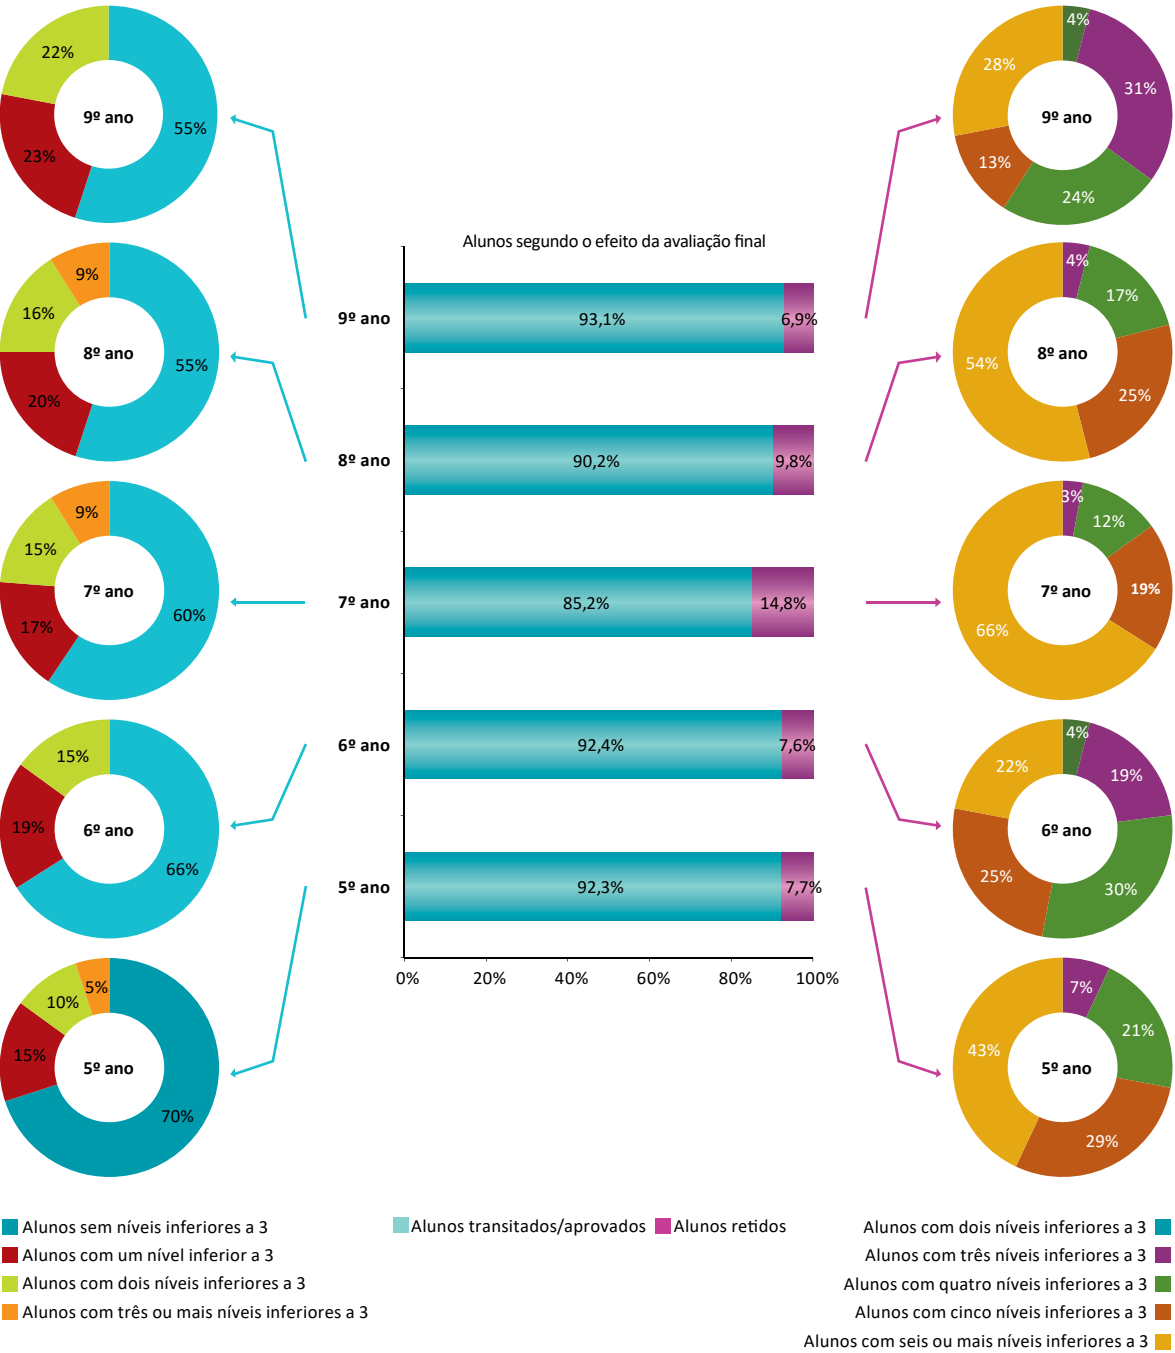 22%
9º ano
55%
23%
9%
16%
8º ano
55%
20%
9%
15%
7º ano
60%
17%
15%
19%
6º ano
66%
5%
10%
15%
5º ano
70%
Alunos segundo o efeito da avaliação final
9º ano 93,1% 6,9%
8º ano 90,2% 9,8%
7º ano 85,2% 14,8%
6º ano 92,4% 7,6%
5º ano 92,3% 7,7%
0% 20% 40% 60% 80% 100%
4%
28%
31%
9º ano
13%
24%
4%
17%
8º ano
54%
25%
3%
12%
7º ano
19%
66%
4%
22%
19%
6º ano
25%
30%
7%
21%
43%
5º ano
29%
Alunos sem níveis inferiores a 3
Alunos com um nível inferior a 3
Alunos com dois níveis inferiores a 3
Alunos com três ou mais níveis inferiores a 3
Alunos transitados/aprovados Alunos retidos
Alunos com dois níveis inferiores a 3
Alunos com três níveis inferiores a 3
Alunos com quatro níveis inferiores a 3
Alunos com cinco níveis inferiores a 3
Alunos com seis ou mais níveis inferiores a 3